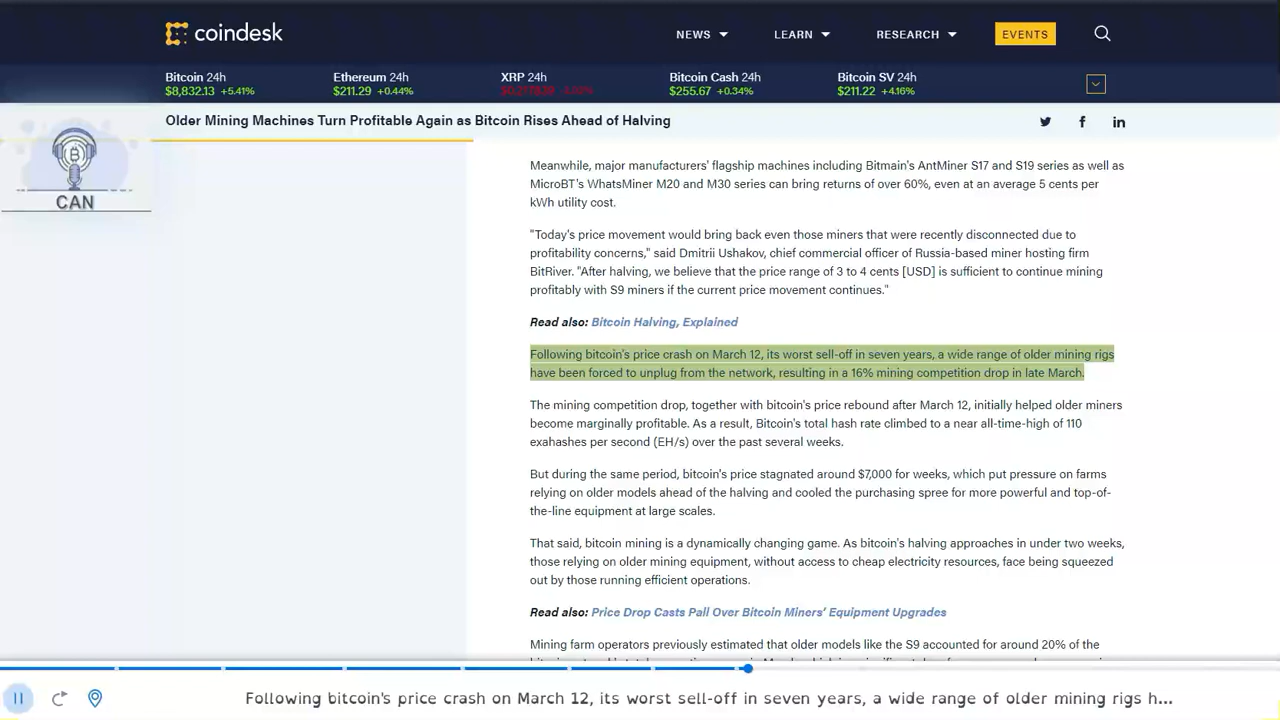 coindesk
NEWS LEARN RESEARCH EVENTS
Bitcoin 24h Ethereum 24h XRP 24h Bitcoin Cash 24h Bitcoin SV 24h
$8,832.13 +5.41% $211.29 +0.44% $255.67 +0.34% $211.22 +4.16%
Older Mining Machines Turn Profitable Again as Bitcoin Rises Ahead of Halving
CAN
Meanwhile, major manufacturers' flagship machines including Bitmain's AntMiner S17 and S19 series as well as
MicroBT's WhatsMiner M20 and M30 series can bring returns of over 60%, even at an average 5 cents per
kWh utility cost.
"Today's price movement would bring back even those miners that were recently disconnected due to
profitability concerns," said Dmitrii Ushakov, chief commercial officer of Russia-based miner hosting firm
BitRiver. "After halving, we believe that the price range of 3 to 4 cents [USD] is sufficient to continue mining
profitably with S9 miners if the current price movement continues."
Read also: Bitcoin Halving, Explained
Following bitcoin's price crash on March 12, its worst sell-off in seven years, a wide range of older mining rigs
have been forced to unplug from the network, resulting in a 16% mining competition drop in late March.
The mining competition drop, together with bitcoin's price rebound after March 12, initially helped older miners
become marginally profitable. As a result, Bitcoin's total hash rate climbed to a near all-time-high of 110
exahashes per second (EH/s) over the past several weeks.
But during the same period, bitcoin's price stagnated around $7,000 for weeks, which put pressure on farms
relying on older models ahead of the halving and cooled the purchasing spree for more powerful and top-of-
the-line equipment at large scales.
That said, bitcoin mining is a dynamically changing game. As bitcoin's halving approaches in under two weeks,
those relying on older mining equipment, without access to cheap electricity resources, face being squeezed
out by those running efficient operations.
Read also: Price Drop Casts Pall Over Bitcoin Miners' Equipment Upgrades
Mining farm operators previously estimated that older models like the S9 accounted for around 20% of the
Following bitcoin's price crash on March 12, its worst sell-off in seven years, a wide range of older mining rigs h...